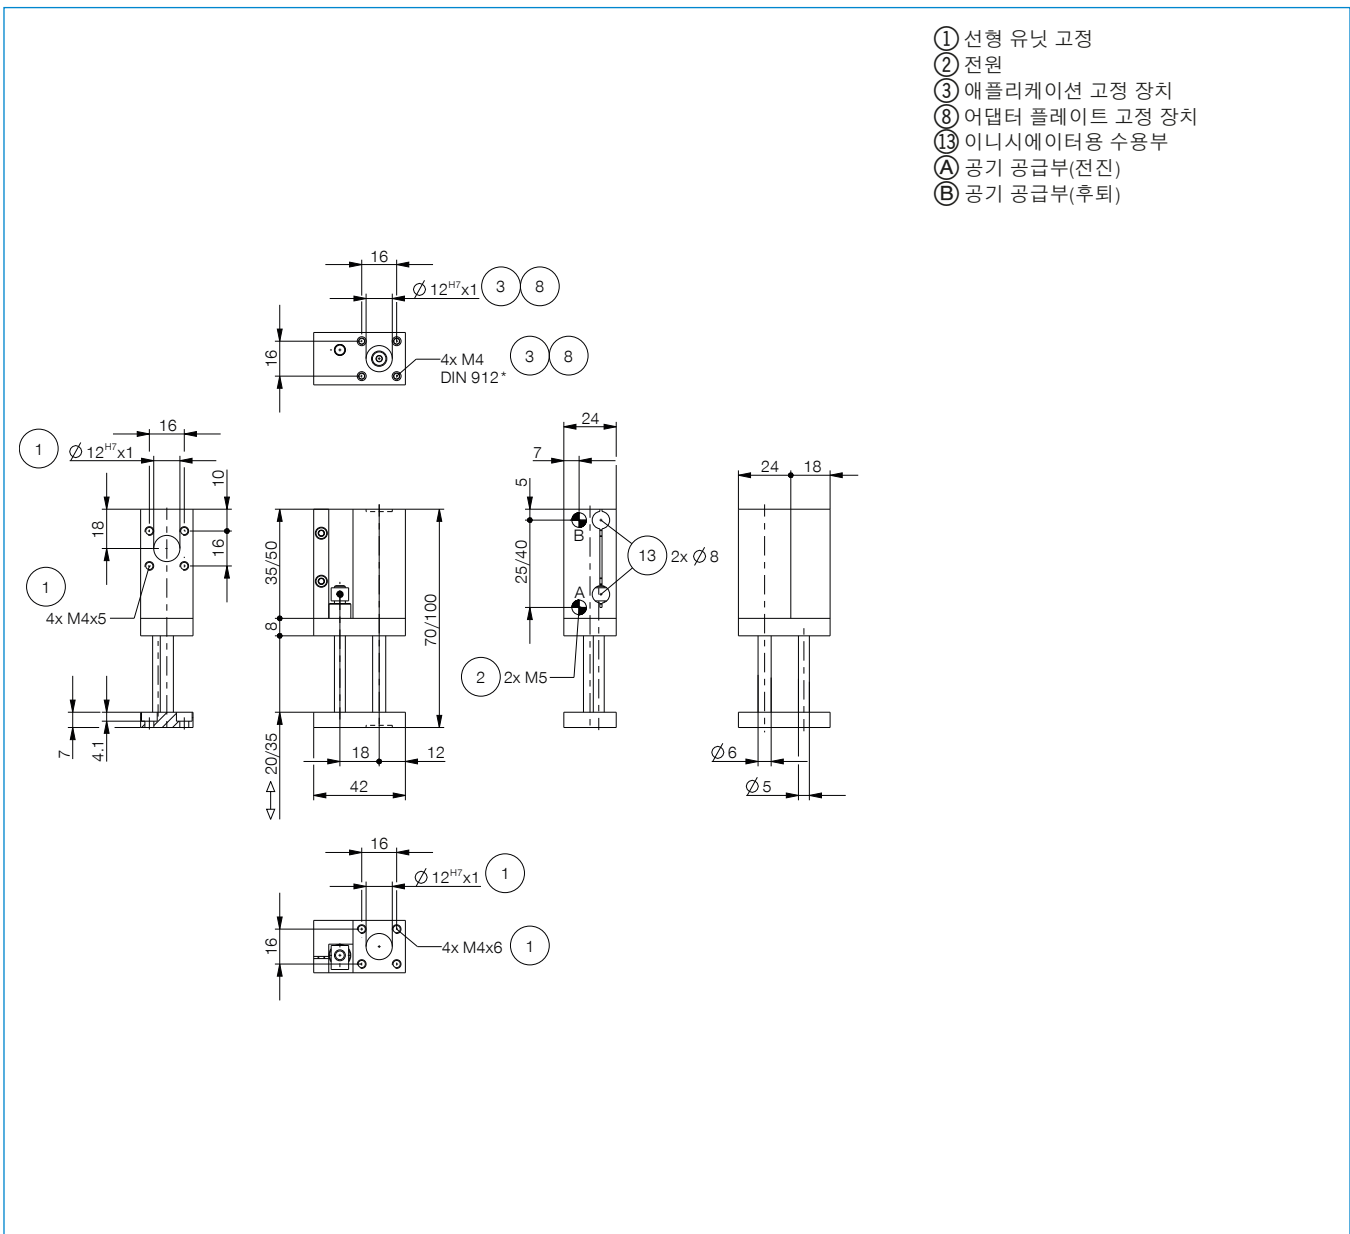 ① 선형 유닛 고정
② 전원
③ 애플리케이션 고정 장치
⑧ 어댑터 플레이트 고정 장치
⑬ 이니시에이터용 수용부
Ⓐ 공기 공급부(전진)
Ⓑ 공기 공급부(후퇴)
16
Ø 12H7x1 3 8
16
4x M4 3 8
DIN 912*
16
1 Ø 12H7x1
10
18
16
1
4x M4x5
7
4.1
35/50
8
70/100
20/35
18
12
42
24
7
5
B
25/40
13 2x Ø 8
A
2 2x M5
24
18
Ø 6
Ø 5
16
Ø 12H7x1 1
16
4x M4x6 1